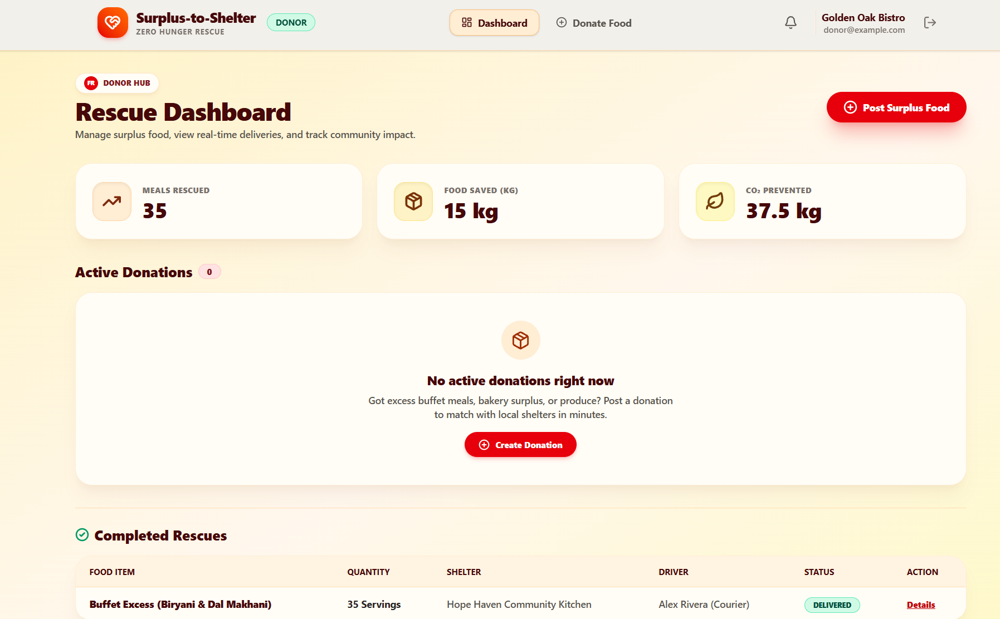 Surplus-to-Shelter
ZERO HUNGER RESCUE
DONOR
Dashboard
Donate Food
Golden Oak Bistro
donor@example.com
FR DONOR HUB
Rescue Dashboard
Manage surplus food, view real-time deliveries, and track community impact.
Post Surplus Food
MEALS RESCUED
35
FOOD SAVED (KG)
15 kg
CO₂ PREVENTED
37.5 kg
Active Donations 0
No active donations right now
Got excess buffet meals, bakery surplus, or produce? Post a donation
to match with local shelters in minutes.
Create Donation
Completed Rescues
FOOD ITEM QUANTITY SHELTER DRIVER STATUS ACTION
Buffet Excess (Biryani & Dal Makhani) 35 Servings Hope Haven Community Kitchen Alex Rivera (Courier) DELIVERED Details